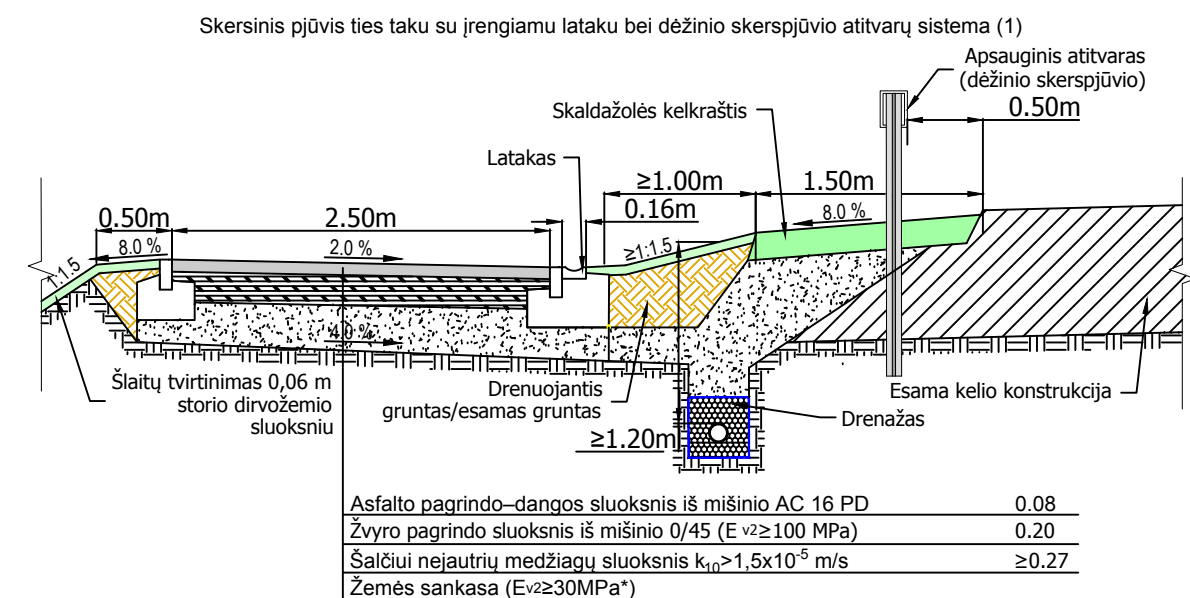 Skersinis pjūvis ties taku su įrengiamu lataku bei dėžinio skerspjūvio atitvarų sistema (1)
Apsauginis atitvaras
(dėžinio skerspjūvio)
0.50m
Skaldažolės kelkraštis
Latakas
≥1.00m
1.50m
0.16m
0.50m
2.50m
8.0 %
8.0 %
2.0 %
≥1:1.5
1:1.5
4.0 %
Šlaitų tvirtinimas 0,06 m
storio dirvožemio
sluoksniu
Drenuojantis
gruntas/esamas gruntas
Esama kelio konstrukcija
Drenažas
≥1.20m
Asfalto pagrindo–dangos sluoksnis iš mišinio AC 16 PD 0.08
Žvyro pagrindo sluoksnis iš mišinio 0/45 (E v2≥100 MPa) 0.20
Šalčiui nejautrių medžiagų sluoksnis k10>1,5x10-5 m/s ≥0.27
Žemės sankasa (Ev2≥30MPa*)